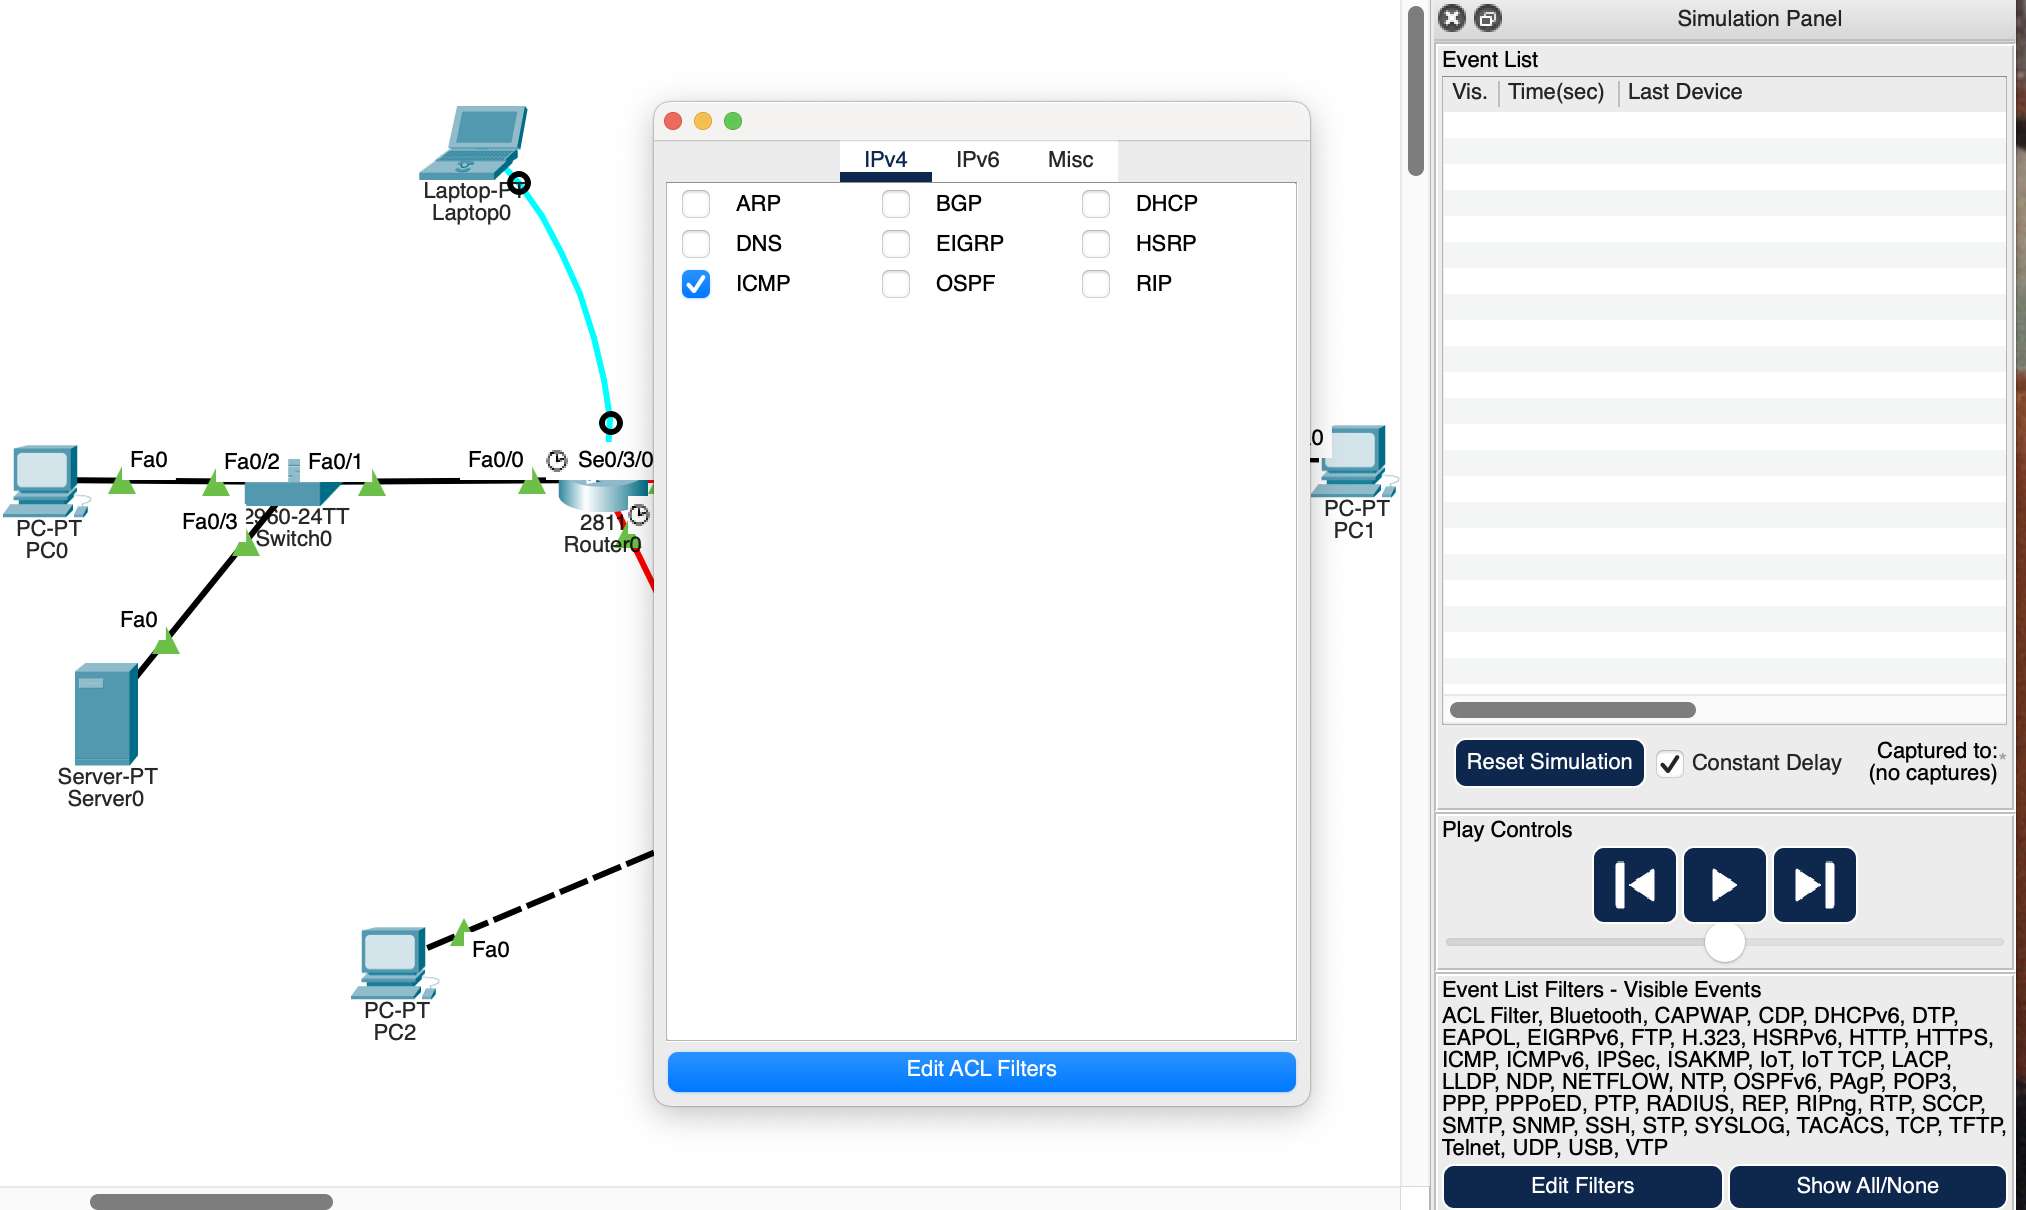 Simulation Panel
Event List
Vis. Time(sec) Last Device
IPv4 IPv6 Misc
ARP BGP DHCP
DNS EIGRP HSRP
ICMP OSPF RIP
Edit ACL Filters
Laptop-PT
Laptop0
Fa0 Fa0/2 Fa0/1 Fa0/0 Se0/3/0
PC-PT
PC0
Fa0/3
2960-24TT
Switch0
2811
Router0
Fa0
Server-PT
Server0
Fa0
PC-PT
PC2
PC-PT
PC1
Reset Simulation Constant Delay Captured to:*
(no captures)
Play Controls
Event List Filters - Visible Events
ACL Filter, Bluetooth, CAPWAP, CDP, DHCPv6, DTP,
EAPOL, EIGRPv6, FTP, H.323, HSRPv6, HTTP, HTTPS,
ICMP, ICMPv6, IPSec, ISAKMP, IoT, IoT TCP, LACP,
LLDP, NDP, NETFLOW, NTP, OSPFv6, PAgP, POP3,
PPP, PPPoED, PTP, RADIUS, REP, RIPng, RTP, SCCP,
SMTP, SNMP, SSH, STP, SYSLOG, TACACS, TCP, TFTP,
Telnet, UDP, USB, VTP
Edit Filters Show All/None